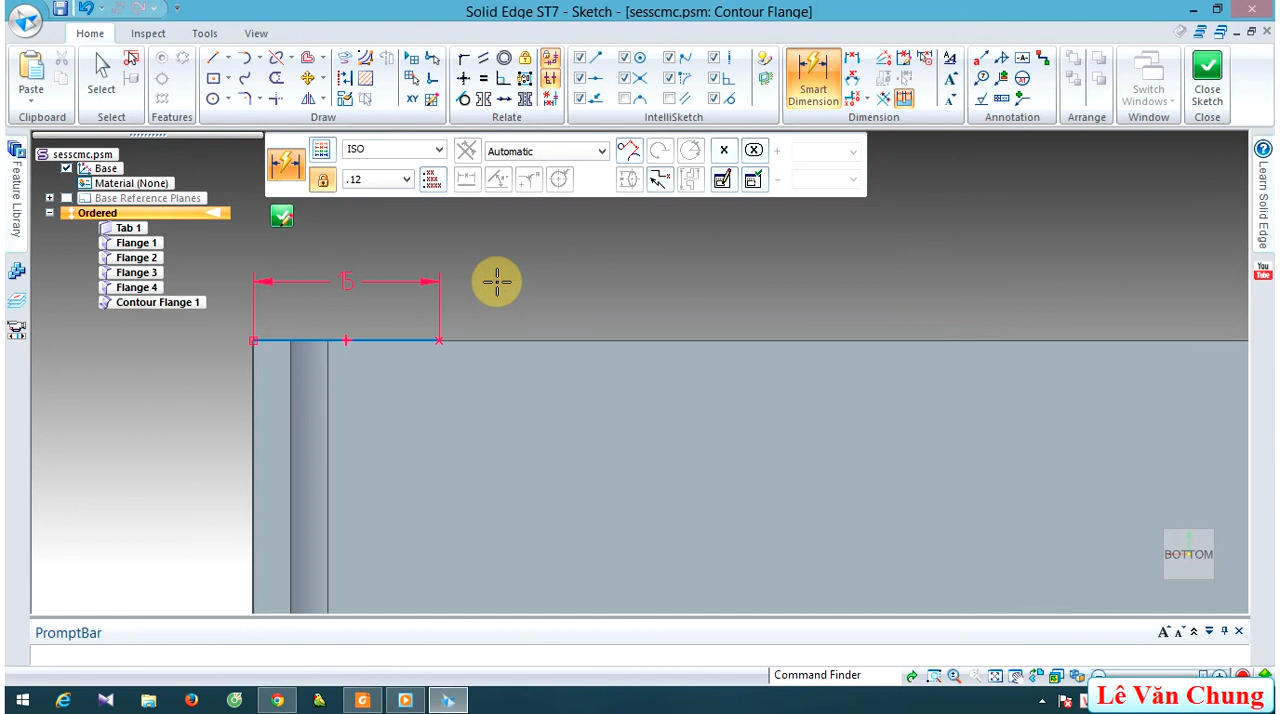 Solid Edge ST7 - Sketch - [sesscmc.psm: Contour Flange]
Home Inspect Tools View
Paste
Select
Smart Dimension
Switch Windows
Close Sketch
Clipboard Select Features Draw Relate IntelliSketch Dimension Annotation Arrange Window Close
Feature Library
sesscmc.psm
Base
Material (None)
Base Reference Planes
Ordered
Tab 1
Flange 1
Flange 2
Flange 3
Flange 4
Contour Flange 1
ISO
Automatic
.12
15
XY
Learn Solid Edge
You Tube
BOTTOM
PromptBar
Command Finder
Lê Văn Chung